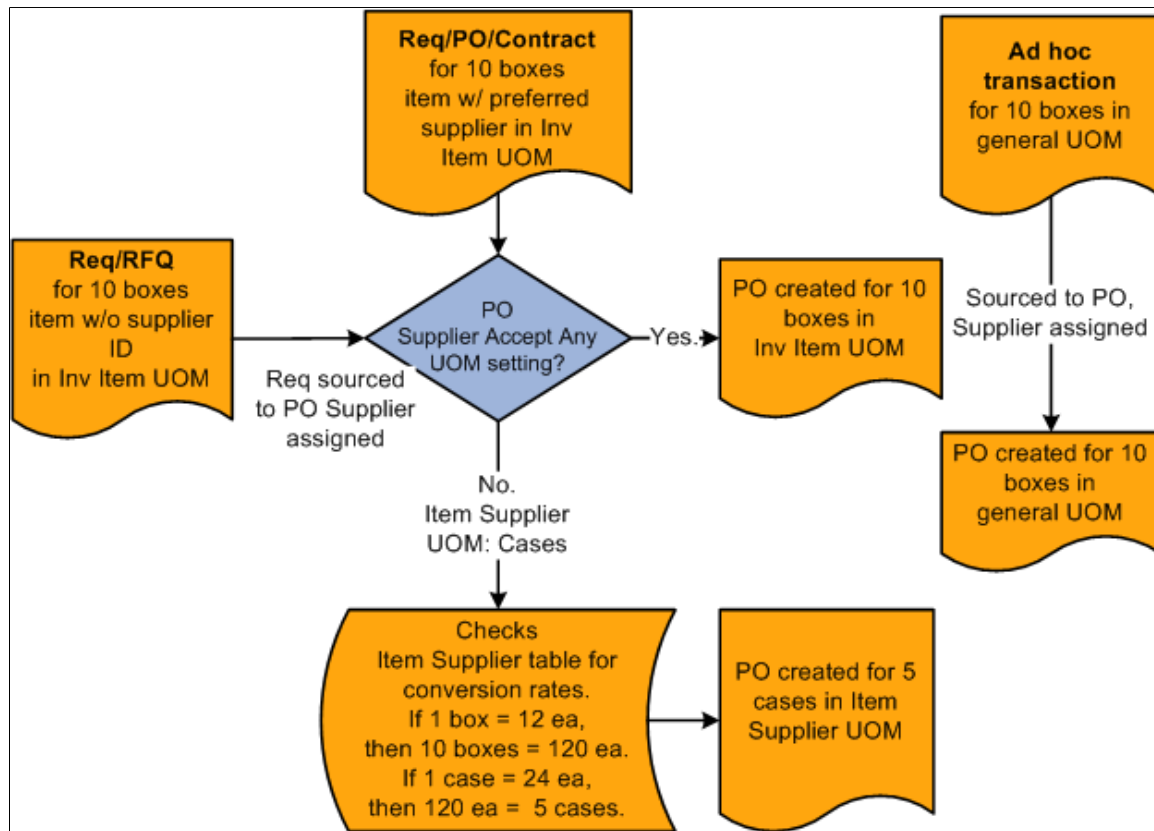 Req/PO/Contract
for 10 boxes
item w/ preferred
supplier in Inv
Item UOM
Ad hoc
transaction
for 10 boxes in
general UOM
Req/RFQ
for 10 boxes
item w/o supplier
ID
in Inv Item UOM
Req sourced
to PO Supplier
assigned
PO
Supplier Accept Any
UOM setting?
Yes.
PO created for 10
boxes in
Inv Item UOM
Sourced to PO,
Supplier assigned
PO created for 10
boxes in
general UOM
No.
Item Supplier
UOM: Cases
Checks
Item Supplier table for
conversion rates.
If 1 box = 12 ea,
then 10 boxes = 120 ea.
If 1 case = 24 ea,
then 120 ea =  5 cases.
PO created for 5
cases in Item
Supplier UOM